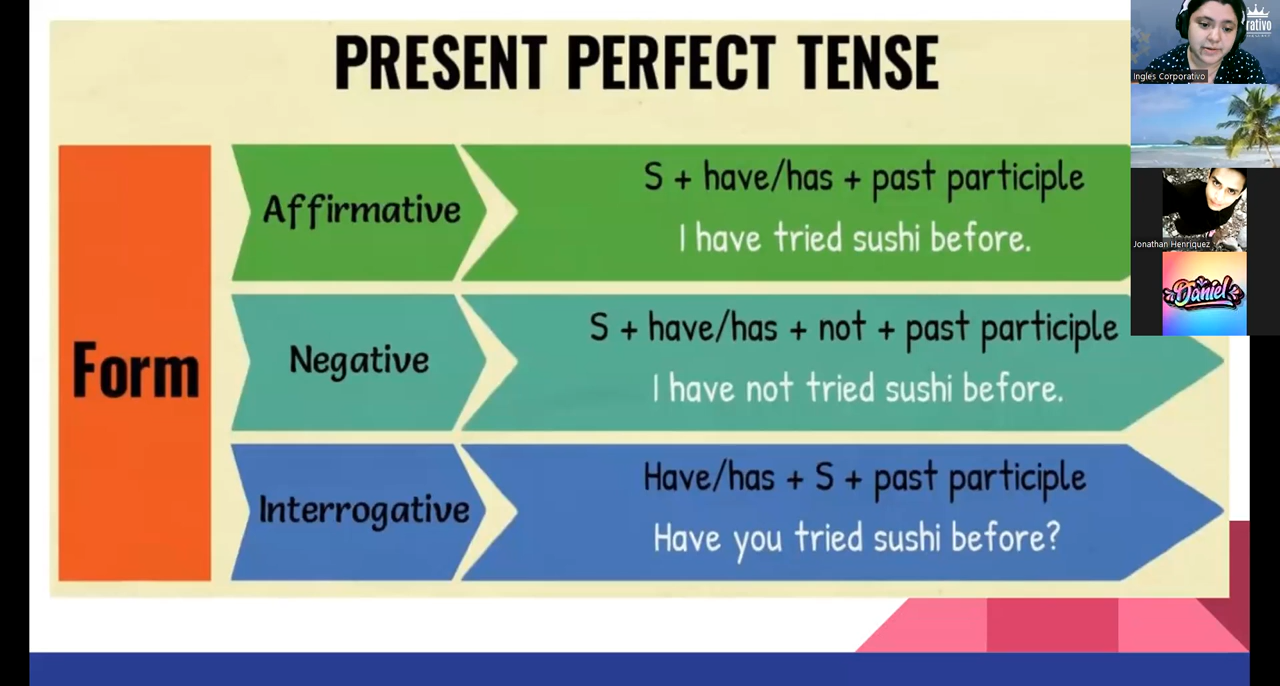 PRESENT PERFECT TENSE
Form
Affirmative
S + have/has + past participle
I have tried sushi before.
Negative
S + have/has + not + past participle
I have not tried sushi before.
Interrogative
Have/has + S + past participle
Have you tried sushi before?
rativo
Ingles Corporativo
Jonathan Henriquez
Daniel